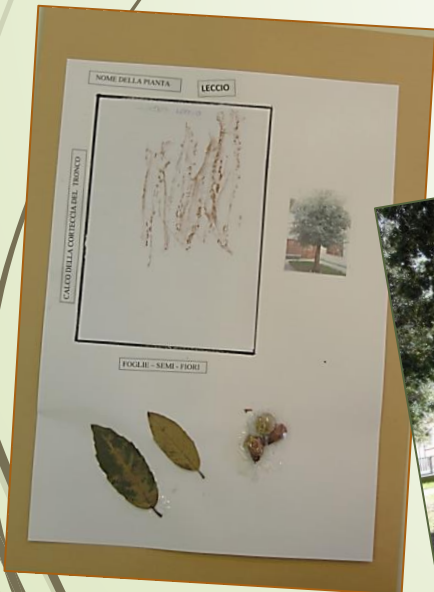 NOME DELLA PIANTA
LECCIO
CALCO DELLA CORTECCIA DEL TRONCO
FOGLIE – SEMI - FIORI